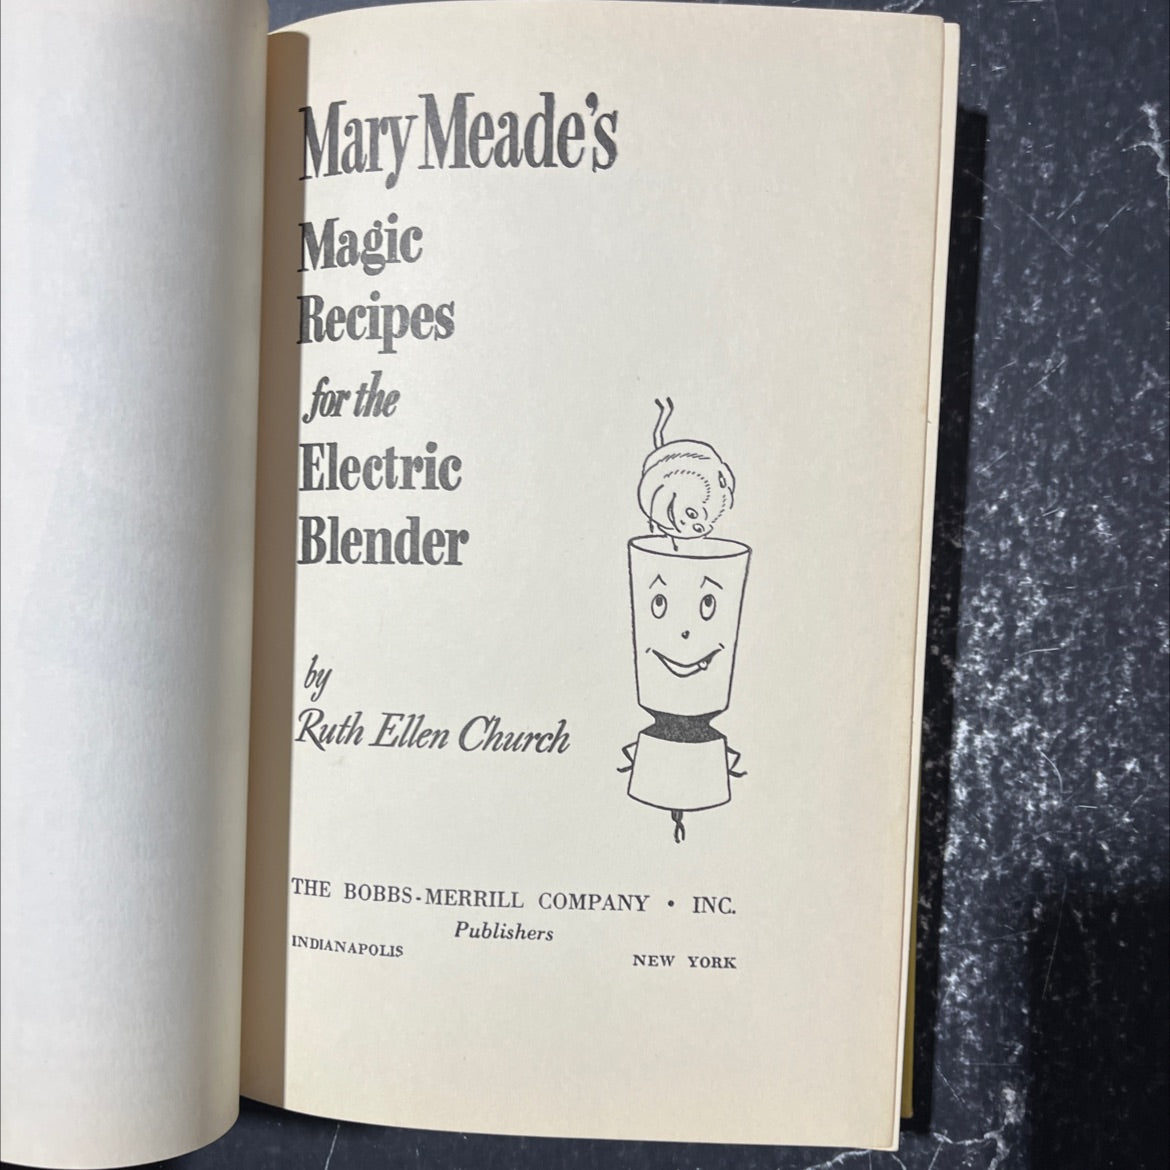 Mary Meade's
Magic
Recipes
for the
Electric
Blender
by
Ruth Ellen Church
THE BOBBS-MERRILL COMPANY • INC.
Publishers
INDIANAPOLIS NEW YORK